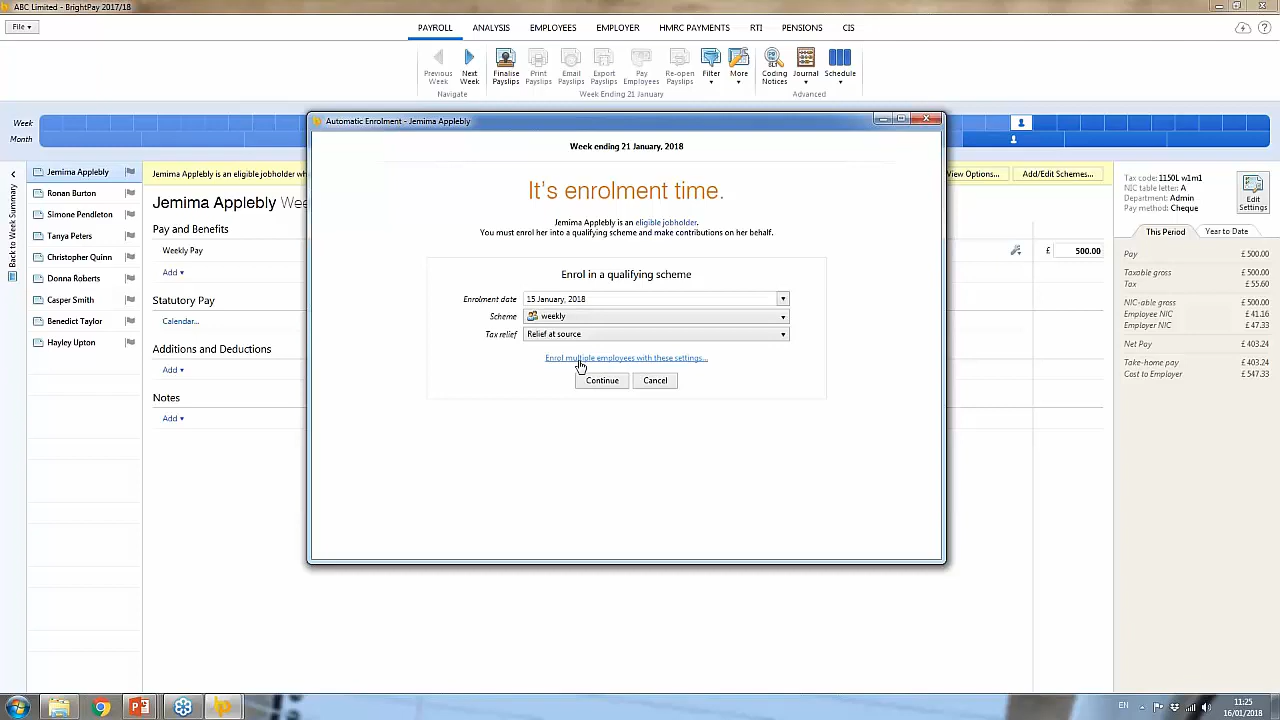 ABC Limited - BrightPay 2017/18
File
PAYROLL ANALYSIS EMPLOYEES EMPLOYER HMRC PAYMENTS RTI PENSIONS CIS
Previous Week
Next Week
Finalise Payslips
Print Payslips
Email Payslips
Export Payslips
Pay Employees
Re-open Payslips
Filter
More
Coding Notices
Journal
Schedule
Navigate
Week Ending 21 January
Advanced
Week
Month
Back to Week Summary
Jemima Applebly
Ronan Burton
Simone Pendleton
Tanya Peters
Christopher Quinn
Donna Roberts
Casper Smith
Benedict Taylor
Hayley Upton
Jemima Applebly is an eligible jobholder wh
View Options...
Add/Edit Schemes...
Jemima Applebly Wee
Pay and Benefits
Weekly Pay
£ 500.00
Add
Statutory Pay
Calendar...
Additions and Deductions
Add
Notes
Add
Automatic Enrolment - Jemima Applebly
Week ending 21 January, 2018
It's enrolment time.
Jemima Applebly is an eligible jobholder.
You must enrol her into a qualifying scheme and make contributions on her behalf.
Enrol in a qualifying scheme
Enrolment date 15 January, 2018
Scheme weekly
Tax relief Relief at source
Enrol multiple employees with these settings...
Continue Cancel
Tax code: 1150L w1m1
NIC table letter: A
Department: Admin
Pay method: Cheque
Edit Settings
This Period Year to Date
Pay £ 500.00
Taxable gross £ 500.00
Tax £ 55.60
NIC-able gross £ 500.00
Employee NIC £ 41.16
Employer NIC £ 47.33
Net Pay £ 403.24
Take-home pay £ 403.24
Cost to Employer £ 547.33
EN
11:25
16/01/2018